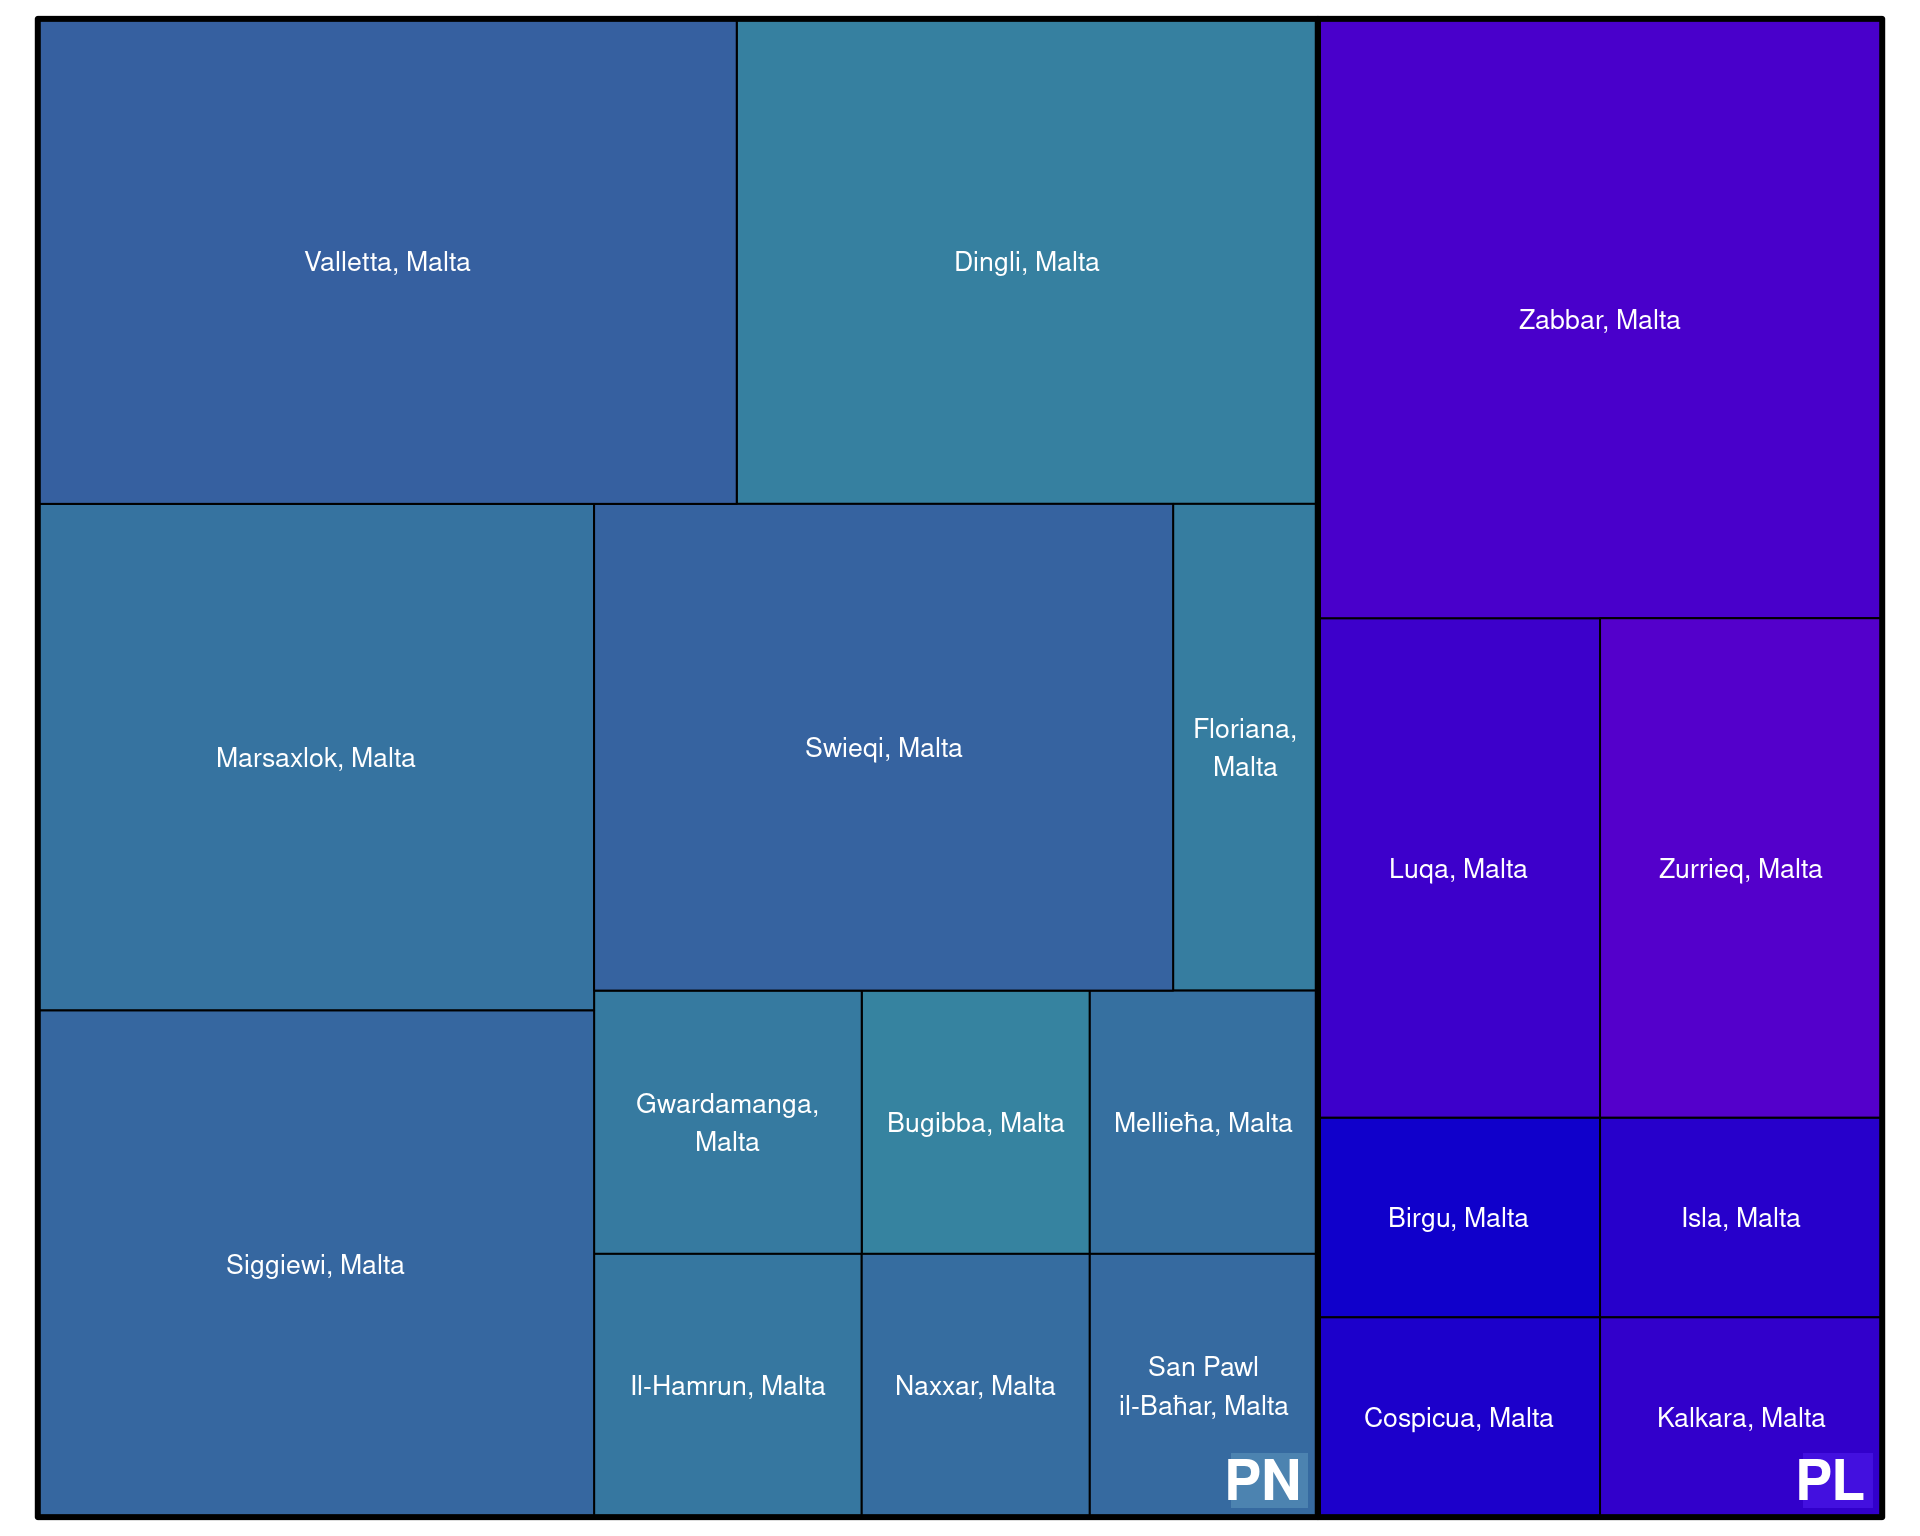 Valletta, Malta
Dingli, Malta
Zabbar, Malta
Marsaxlok, Malta
Swieqi, Malta
Floriana,
Malta
Luqa, Malta
Zurrieq, Malta
Siggiewi, Malta
Gwardamanga,
Malta
Bugibba, Malta
Mellieħa, Malta
Birgu, Malta
Isla, Malta
Il-Hamrun, Malta
Naxxar, Malta
San Pawl
il-Baħar, Malta
Cospicua, Malta
Kalkara, Malta
PN
PL